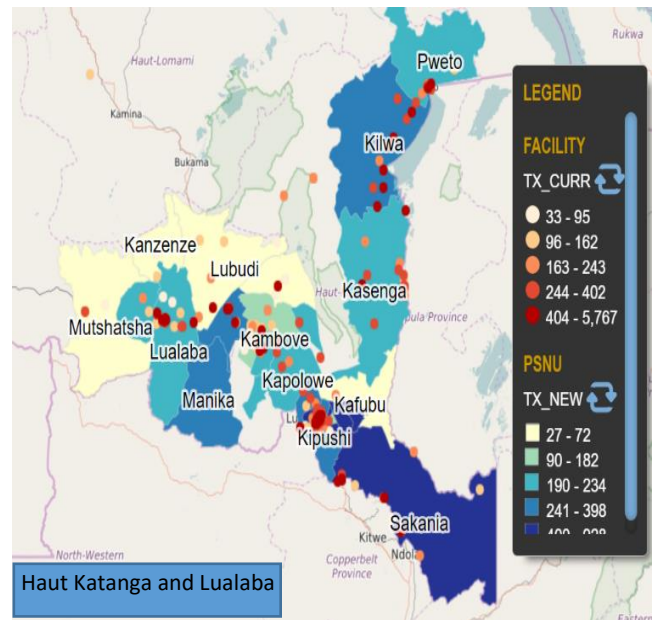 Rukwa
Haut-Lomami
Pweto
LEGEND
Kamina
FACILITY
Kilwa
TX_CURR
Bukama
33 - 95
Kanzenze
96 - 162
Lubudi
163 - 243
Kasenga
244 - 402
Mutshatsha
404 - 5,767
Lualaba
Kambove
pula Province
PSNU
Kapolowe
TX_NEW
Manika
Kafubu
27 - 72
Kipushi
90 - 182
190 - 234
241 - 398
Sakania
Kitwe
North-Western
Copperbelt
Province
Ndola
Haut Katanga and Lualaba